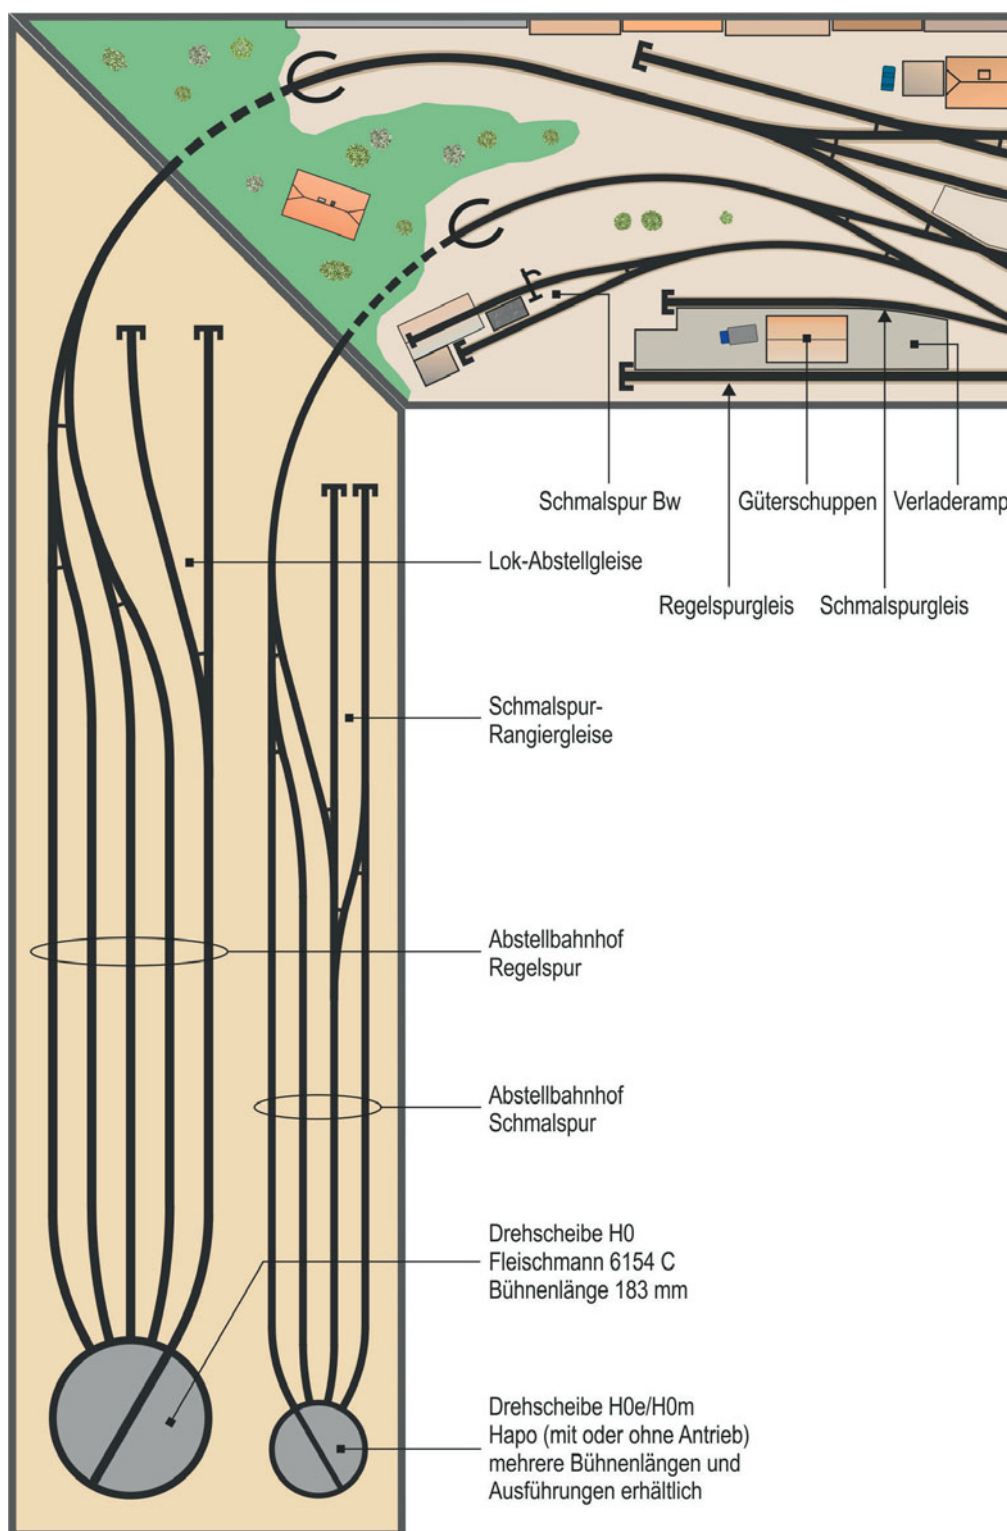 Schmalspur Bw
Güterschuppen
Verladeramp
Lok-Abstellgleise
Regelspurgleis
Schmalspurgleis
Schmalspur-
Rangiergleise
Abstellbahnhof
Regelspur
Abstellbahnhof
Schmalspur
Drehscheibe H0
Fleischmann 6154 C
Bühnenlänge 183 mm
Drehscheibe H0e/H0m
Hapo (mit oder ohne Antrieb)
mehrere Bühnenlängen und
Ausführungen erhältlich